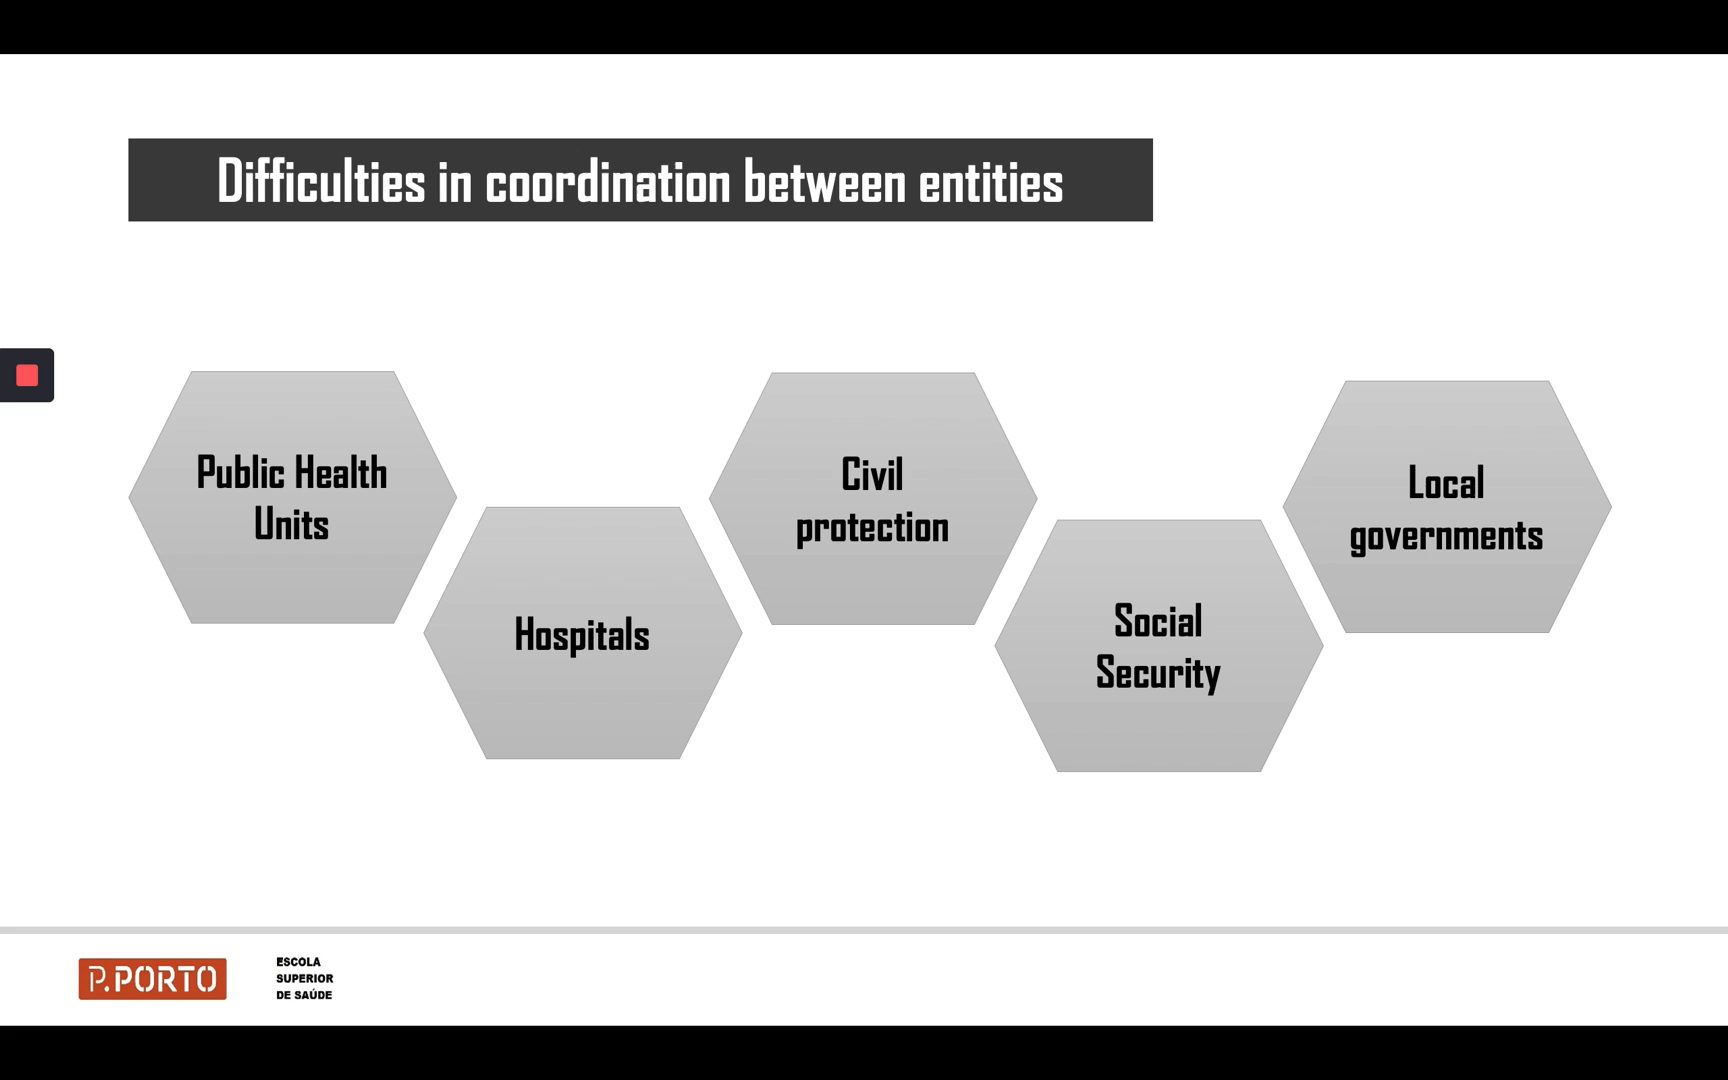 Difficulties in coordination between entities
Public Health
Units
Hospitals
Civil
protection
Social
Security
Local
governments
P.PORTO
ESCOLA
SUPERIOR
DE SAÚDE